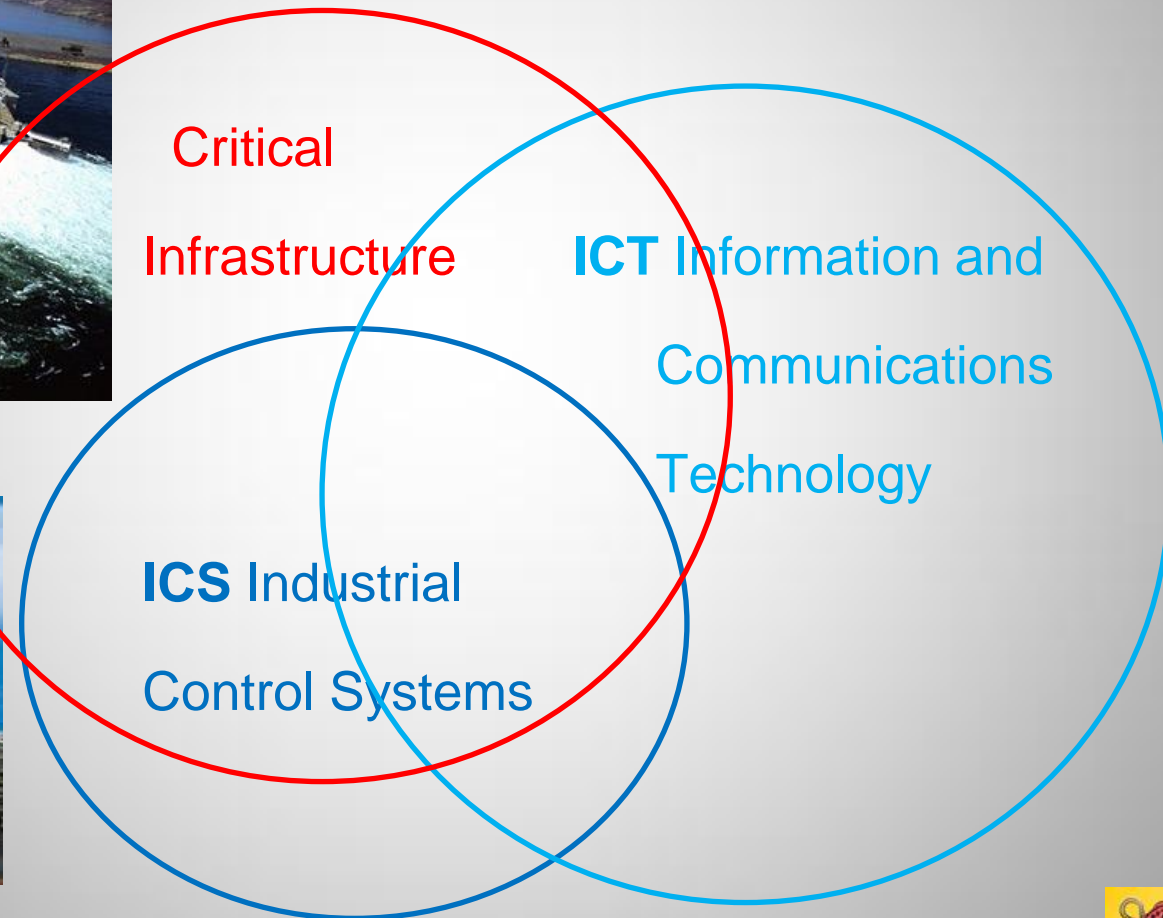 Critical
Infrastructure
ICT Information and
Communications
Technology
ICS Industrial
Control Systems